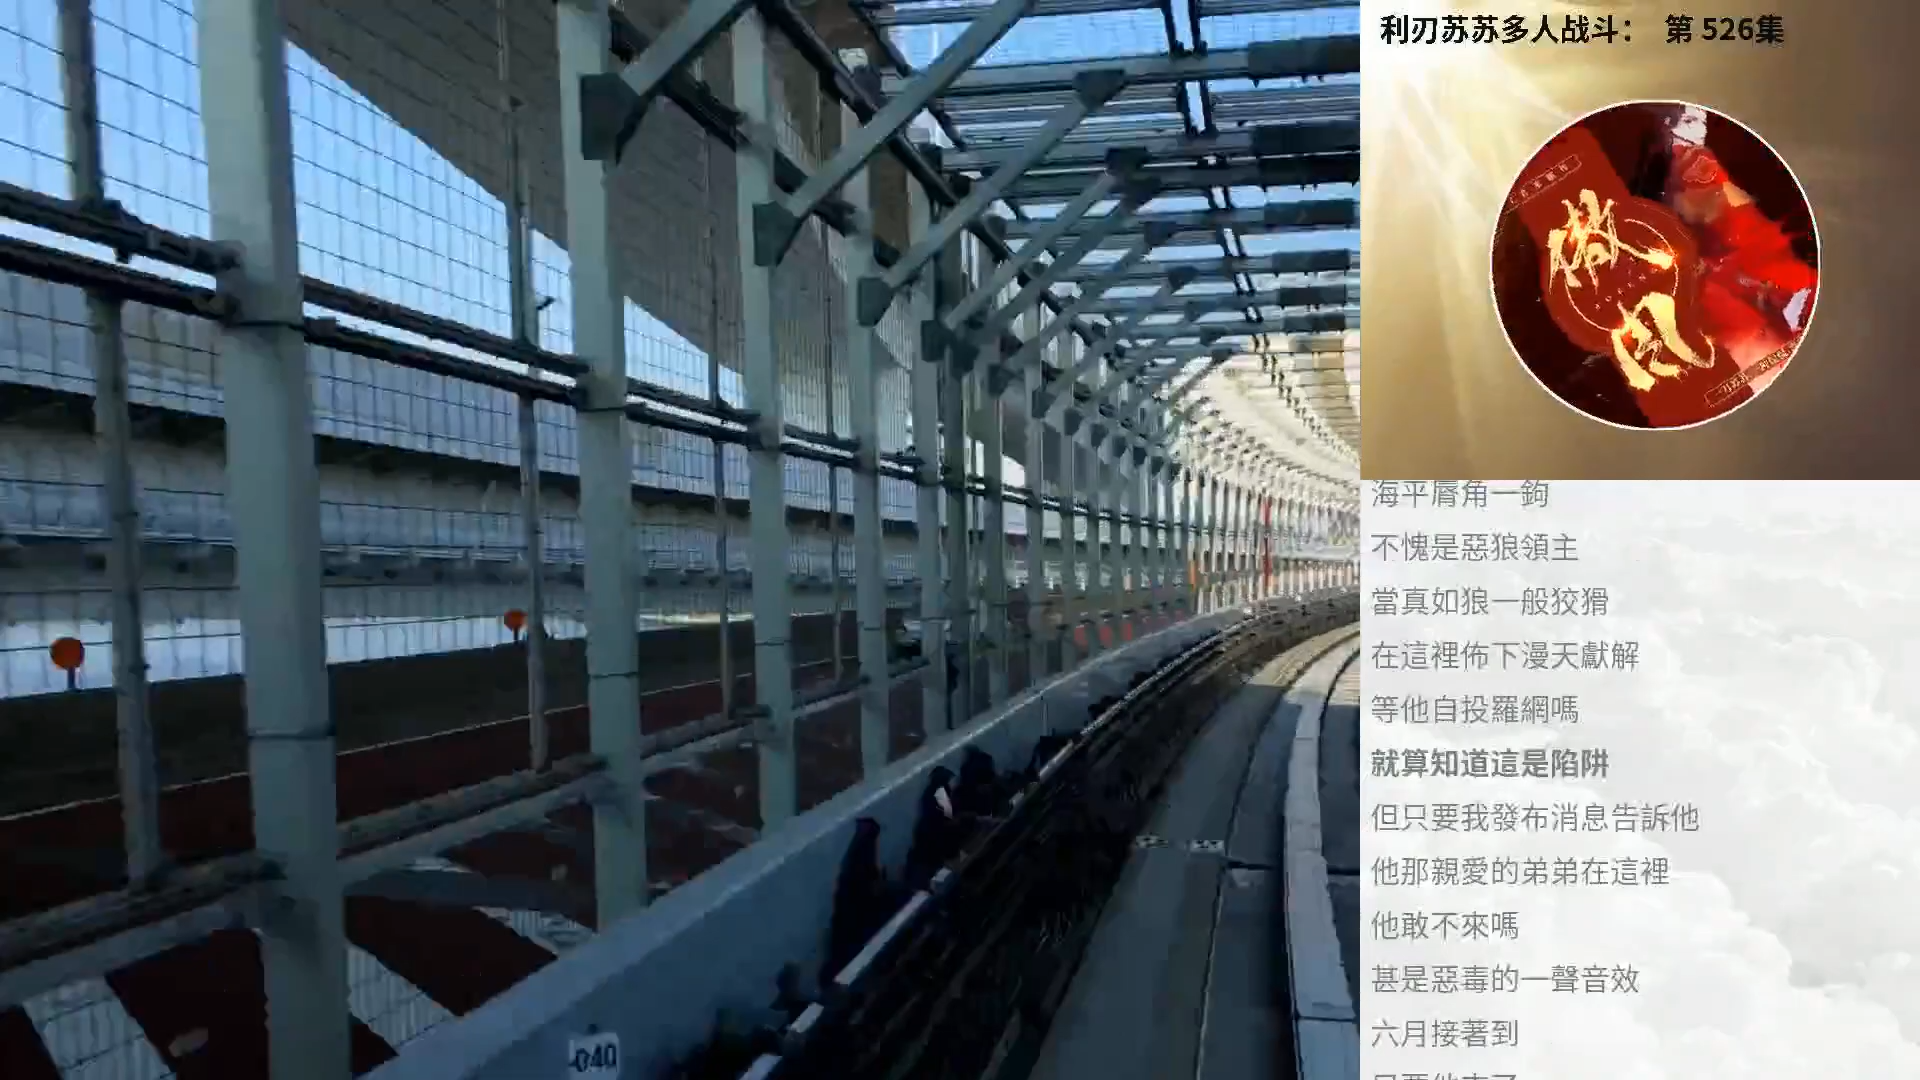 利刃苏苏多人战斗： 第 526集
海平脣角一鉤
不愧是惡狼領主
當真如狼一般狡猾
在這裡佈下漫天獻解
等他自投羅網嗎
就算知道這是陷阱
但只要我發布消息告訴他
他那親愛的弟弟在這裡
他敢不來嗎
甚是惡毒的一聲音效
六月接著到